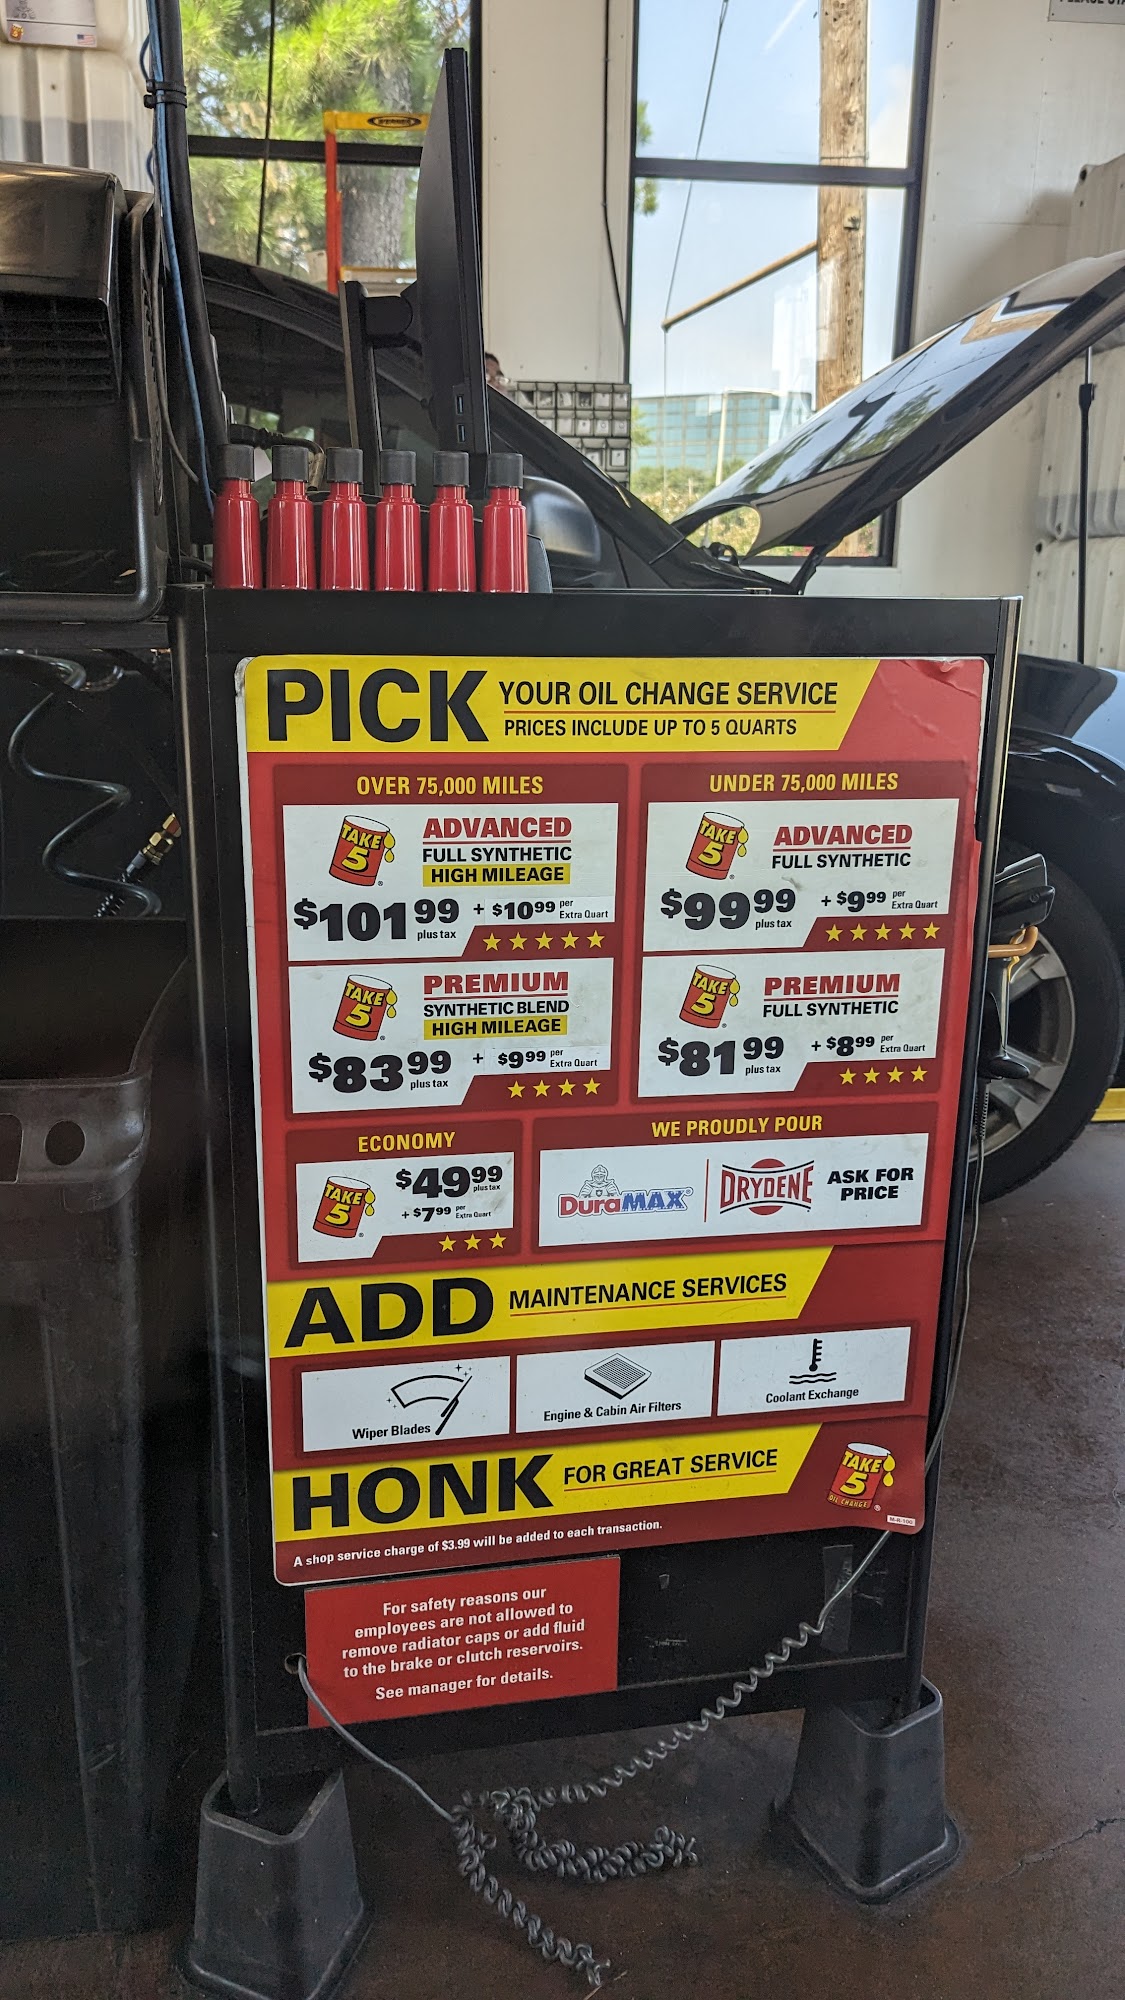 PICK YOUR OIL CHANGE SERVICE
PRICES INCLUDE UP TO 5 QUARTS
OVER 75,000 MILES
TAKE 5
ADVANCED
FULL SYNTHETIC
HIGH MILEAGE
$101.99 plus tax + $10.99 per Extra Quart
TAKE 5
PREMIUM
SYNTHETIC BLEND
HIGH MILEAGE
$83.99 plus tax + $9.99 per Extra Quart
UNDER 75,000 MILES
TAKE 5
ADVANCED
FULL SYNTHETIC
$99.99 plus tax + $9.99 per Extra Quart
TAKE 5
PREMIUM
FULL SYNTHETIC
$81.99 plus tax + $8.99 per Extra Quart
ECONOMY
TAKE 5
$49.99 plus tax
+ $7.99 per Extra Quart
WE PROUDLY POUR
DuraMAX
DRYDENE
ASK FOR
PRICE
ADD MAINTENANCE SERVICES
Wiper Blades
Engine & Cabin Air Filters
Coolant Exchange
HONK FOR GREAT SERVICE
TAKE 5
OIL CHANGE
A shop service charge of $3.99 will be added to each transaction.
For safety reasons our
employees are not allowed to
remove radiator caps or add fluid
to the brake or clutch reservoirs.
See manager for details.